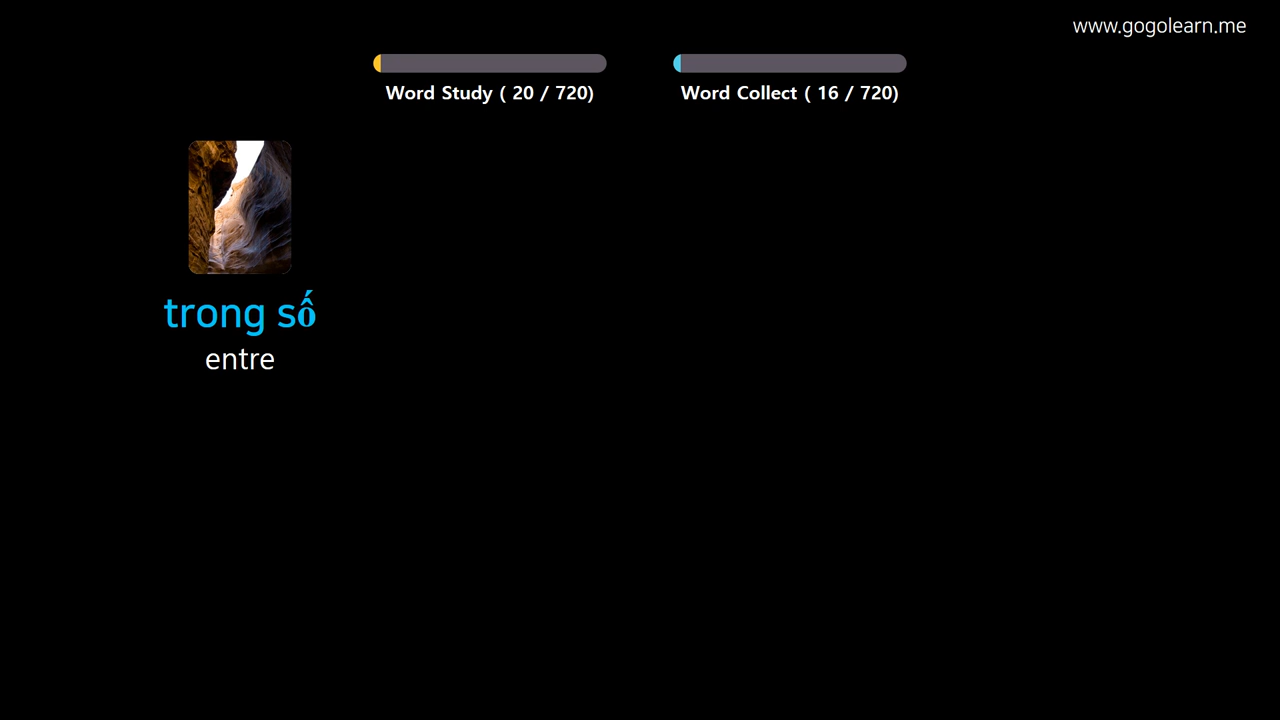 www.gogolearn.me
Word Study ( 20 / 720)
Word Collect ( 16 / 720)
trong số
entre